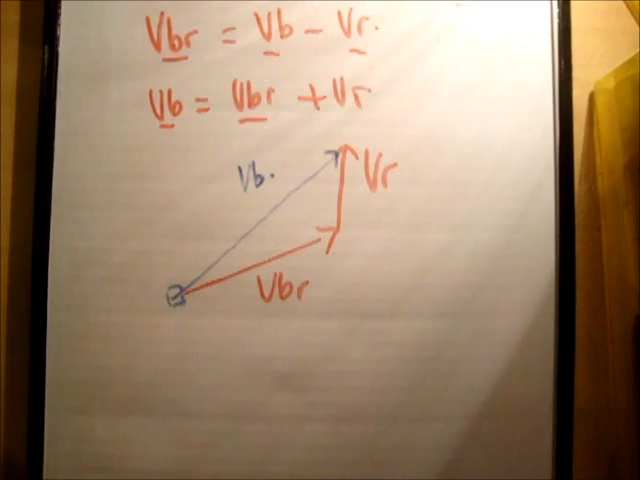 Vbr = Vb - Vr.
Vb = Vbr + Vr
Vb.
Vr
Vbr